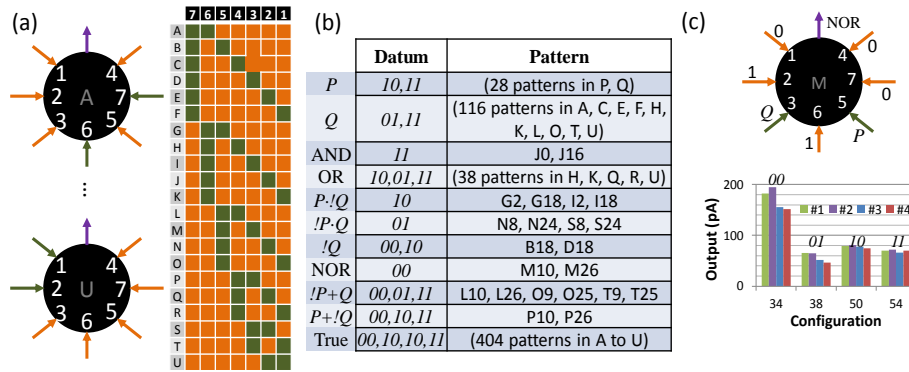 (a)
1
4
2
A
7
3
6
5
...
1
4
2
U
7
3
6
5
7 6 5 4 3 2 1
A
B
C
D
E
F
G
H
I
J
K
L
M
N
O
P
Q
R
S
T
U
(b)
Datum Pattern
P 10,11 (28 patterns in P, Q)
Q 01,11 (116 patterns in A, C, E, F, H,
K, L, O, T, U)
AND 11 J0, J16
OR 10,01,11 (38 patterns in H, K, Q, R, U)
P·!Q 10 G2, G18, I2, I18
!P·Q 01 N8, N24, S8, S24
!Q 00,10 B18, D18
NOR 00 M10, M26
!P+Q 00,01,11 L10, L26, O9, O25, T9, T25
P+!Q 00,10,11 P10, P26
True 00,10,10,11 (404 patterns in A to U)
(c)
NOR
0
0
1
4
1
2
M
7
0
3
6
5
Q
1
P
Output (pA)
200
100
0
00
01
10
11
#1 #2 #3 #4
34 38 50 54
Configuration